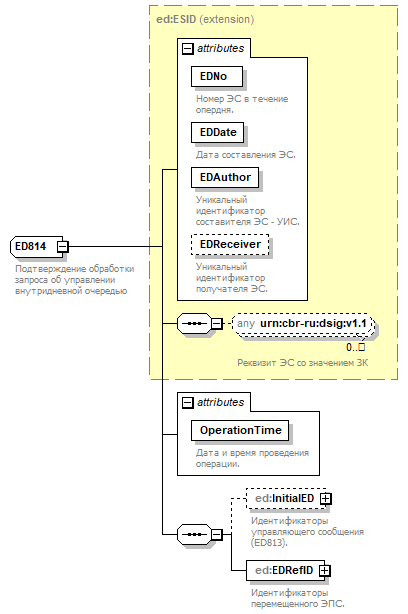 ed:ESID (extension)
attributes
EDNo
Номер ЭС в течение
опердня.
EDDate
Дата составления ЭС.
EDAuthor
Уникальный
идентификатор
составителя ЭС - УИС.
EDReceiver
Уникальный
идентификатор
получателя ЭС.
ED814
Подтверждение обработки
запроса об управлении
внутридневной очередью
any urn:cbr-ru:dsig:v1.1
0..
Реквизит ЭС со значением ЗК
attributes
OperationTime
Дата и время проведения
операции.
ed:InitialED
Идентификаторы
управляющего сообщения
(ED813).
ed:EDRefID
Идентификаторы
перемещенного ЭПС.